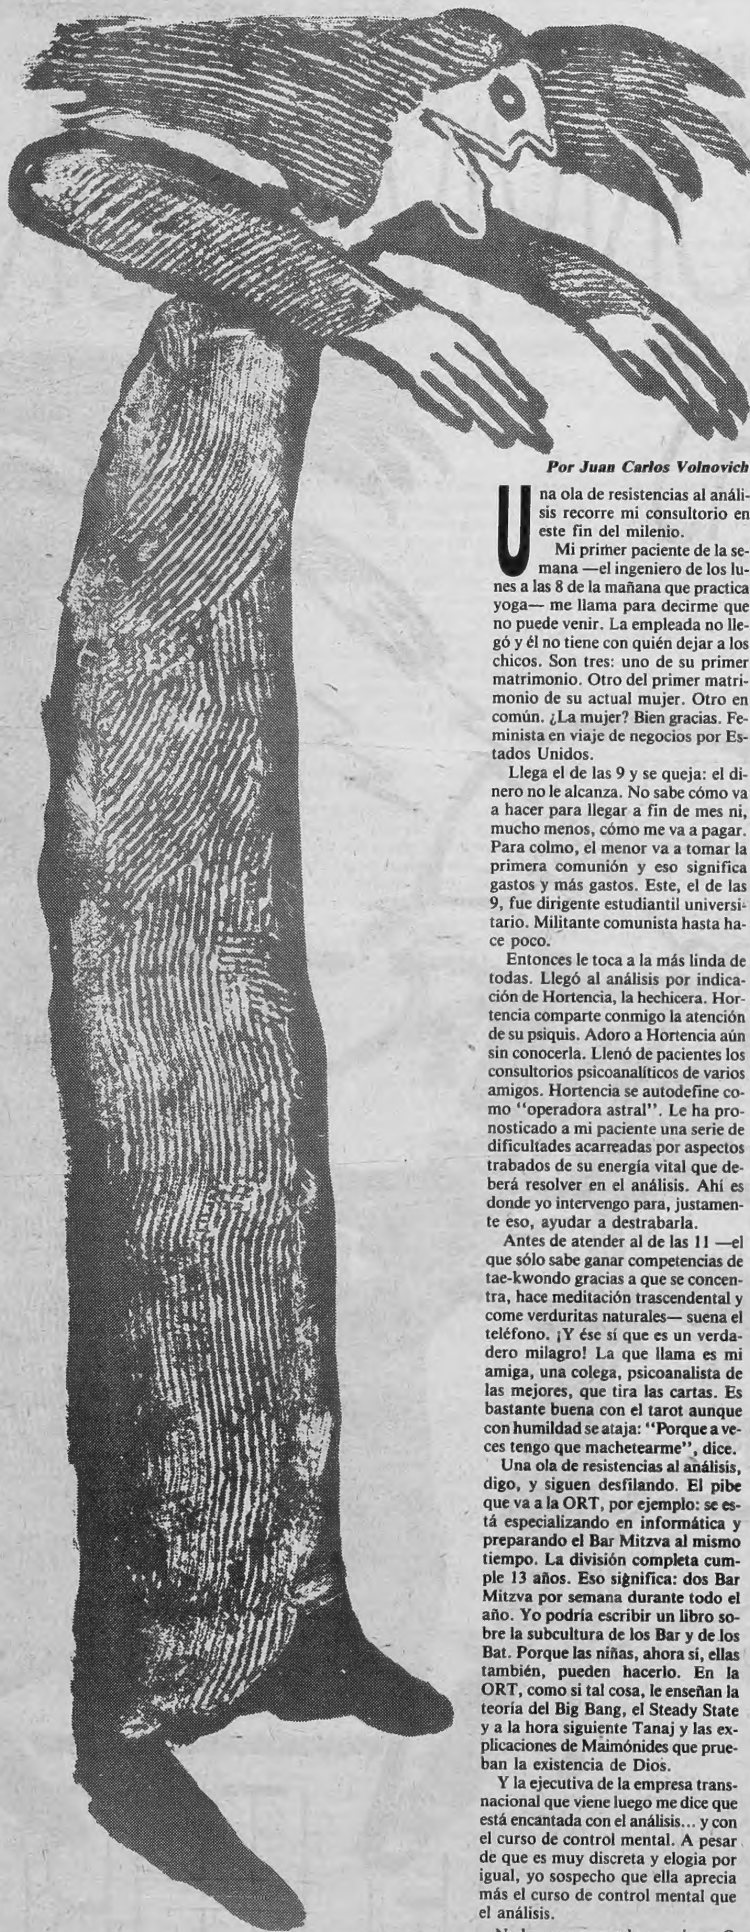 Por Juan Carlos Volnovich
Una ola de resistencias al análi-
sis recorre mi consultorio en
este fin del milenio.
Mi primer paciente de la se-
mana —el ingeniero de los lu-
nes a las 8 de la mañana que practica
yoga— me llama para decirme que
no puede venir. La empleada no lle-
gó y él no tiene con quién dejar a los
chicos. Son tres: uno de su primer
matrimonio. Otro del primer matri-
monio de su actual mujer. Otro en
común. ¿La mujer? Bien gracias. Fe-
minista en viaje de negocios por Es-
tados Unidos.
Llega el de las 9 y se queja: el di-
nero no le alcanza. No sabe cómo va
a hacer para llegar a fin de mes ni,
mucho menos, cómo me va a pagar.
Para colmo, el menor va a tomar la
primera comunión y eso significa
gastos y más gastos. Este, el de las
9, fue dirigente estudiantil universi-
tario. Militante comunista hasta ha-
ce poco.
Entonces le toca a la más linda de
todas. Llegó al análisis por indica-
ción de Hortencia, la hechicera. Hor-
tencia comparte conmigo la atención
de su psiquis. Adoro a Hortencia aún
sin conocerla. Llenó de pacientes los
consultorios psicoanalíticos de varios
amigos. Hortencia se autodefine co-
mo "operadora astral". Le ha pro-
nosticado a mi paciente una serie de
dificultades acarreadas por aspectos
trabados de su energía vital que de-
berá resolver en el análisis. Ahí es
donde yo intervengo para, justamen-
te eso, ayudar a destrabarla.
Antes de atender al de las 11 —el
que sólo sabe ganar competencias de
tae-kwondo gracias a que se concen-
tra, hace meditación trascendental y
come verduritas naturales— suena el
teléfono. ¡Y ése sí que es un verda-
dero milagro! La que llama es mi
amiga, una colega, psicoanalista de
las mejores, que tira las cartas. Es
bastante buena con el tarot aunque
con humildad se ataja: "Porque a ve-
ces tengo que machetearme", dice.
Una ola de resistencias al análisis,
digo, y siguen desfilando. El pibe
que va a la ORT, por ejemplo: se es-
tá especializando en informática y
preparando el Bar Mitzva al mismo
tiempo. La división completa cum-
ple 13 años. Eso significa: dos Bar
Mitzva por semana durante todo el
año. Yo podría escribir un libro so-
bre la subcultura de los Bar y de los
Bat. Porque las niñas, ahora sí, ellas
también, pueden hacerlo. En la
ORT, como si tal cosa, le enseñan la
teoría del Big Bang, el Steady State
y a la hora siguiente Tanaj y las ex-
plicaciones de Maimónides que prue-
ban la existencia de Dios.
Y la ejecutiva de la empresa trans-
nacional que viene luego me dice que
está encantada con el análisis... y con
el curso de control mental. A pesar
de que es muy discreta y elogia por
igual, yo sospecho que ella aprecia
más el curso de control mental que
el análisis.